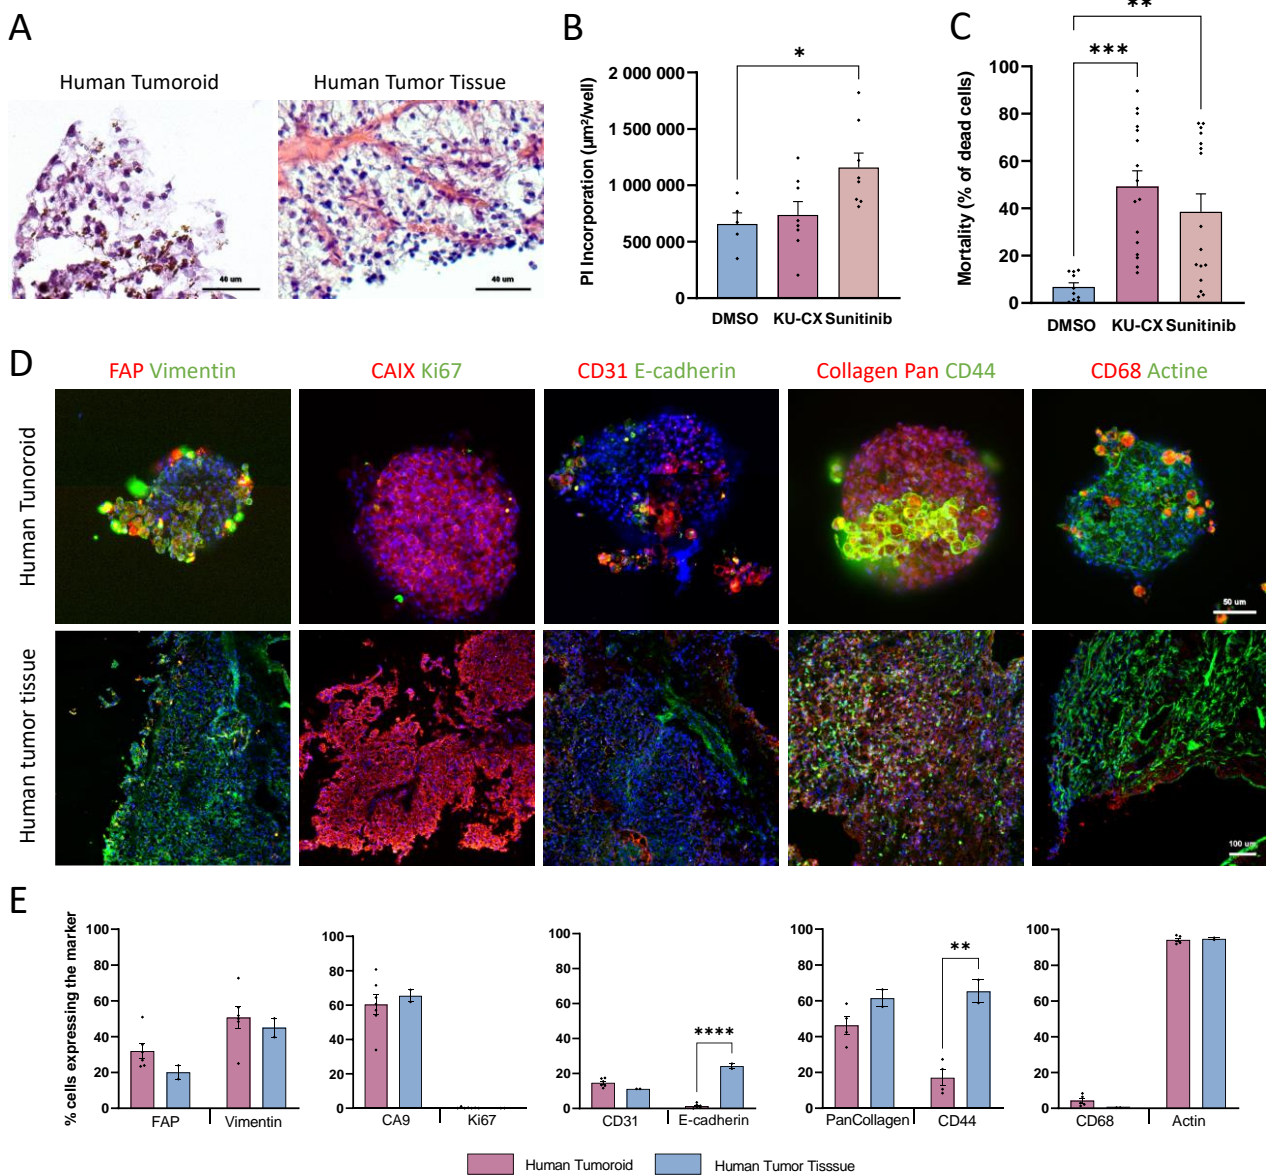 A
Human Tumoroid
Human Tumor Tissue
40 um
40 um
B
*
PI Incorporation (µm²/well)
2 000 000
1 500 000
1 000 000
500 000
0
DMSO
KU-CX
Sunitinib
C
**
***
Mortality (% of dead cells)
100
80
60
40
20
0
DMSO
KU-CX
Sunitinib
D
FAP Vimentin
CAIX Ki67
CD31 E-cadherin
Collagen Pan CD44
CD68 Actine
Human Tunoroid
50 um
Human tumor tissue
100 um
E
% cells expressing the marker
100
80
60
40
20
0
FAP
Vimentin
100
80
60
40
20
0
CA9
Ki67
100
80
60
40
20
0
****
CD31
E-cadherin
100
80
60
40
20
0
**
PanCollagen
CD44
100
80
60
40
20
0
CD68
Actin
Human Tumoroid
Human Tumor Tisssue